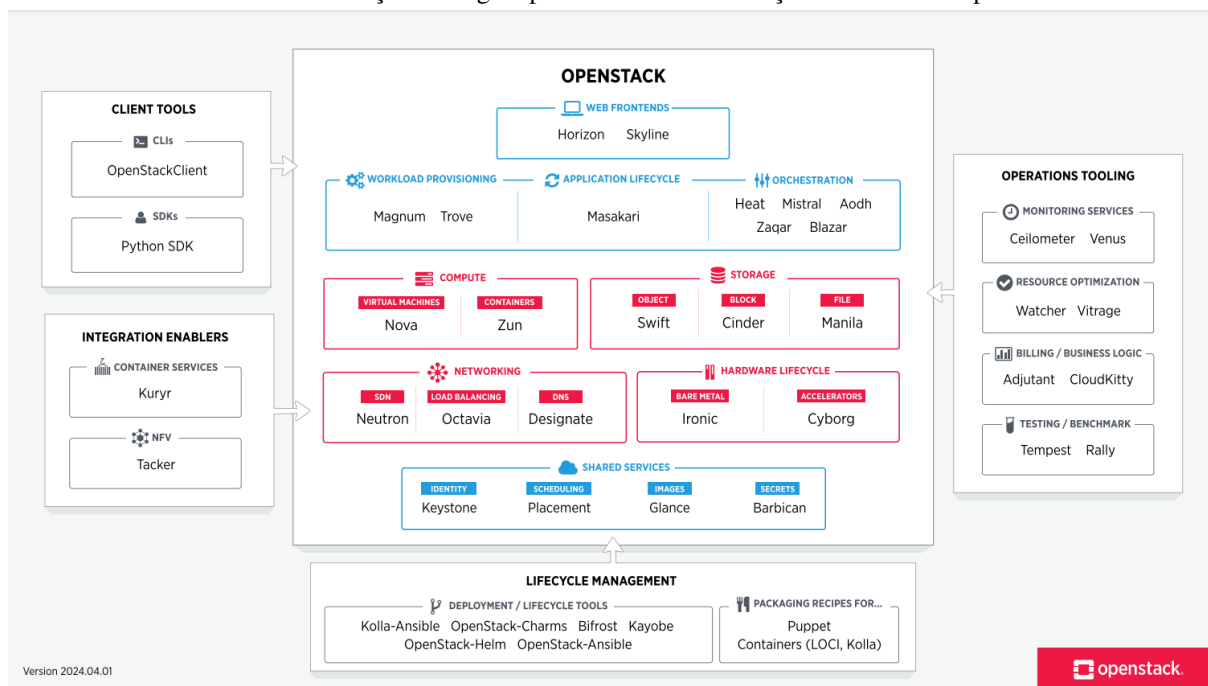 OPENSTACK
WEB FRONTENDS
Horizon Skyline
WORKLOAD PROVISIONING
Magnum Trove
APPLICATION LIFECYCLE
Masakari
ORCHESTRATION
Heat Mistral Aodh
Zaqar Blazar
COMPUTE
VIRTUAL MACHINES
Nova
CONTAINERS
Zun
STORAGE
OBJECT
Swift
BLOCK
Cinder
FILE
Manila
NETWORKING
SDN
Neutron
LOAD BALANCING
Octavia
DNS
Designate
HARDWARE LIFECYCLE
BARE METAL
Ironic
ACCELERATORS
Cyborg
SHARED SERVICES
IDENTITY
Keystone
SCHEDULING
Placement
IMAGES
Glance
SECRETS
Barbican
CLIENT TOOLS
CLIs
OpenStackClient
SDKs
Python SDK
INTEGRATION ENABLERS
CONTAINER SERVICES
Kuryr
NFV
Tacker
OPERATIONS TOOLING
MONITORING SERVICES
Ceilometer Venus
RESOURCE OPTIMIZATION
Watcher Vitrage
BILLING / BUSINESS LOGIC
Adjutant CloudKitty
TESTING / BENCHMARK
Tempest Rally
LIFECYCLE MANAGEMENT
DEPLOYMENT / LIFECYCLE TOOLS
Kolla-Ansible OpenStack-Charms Bifrost Kayobe
OpenStack-Helm OpenStack-Ansible
PACKAGING RECIPES FOR...
Puppet
Containers (LOCI, Kolla)
Version 2024.04.01
openstack.